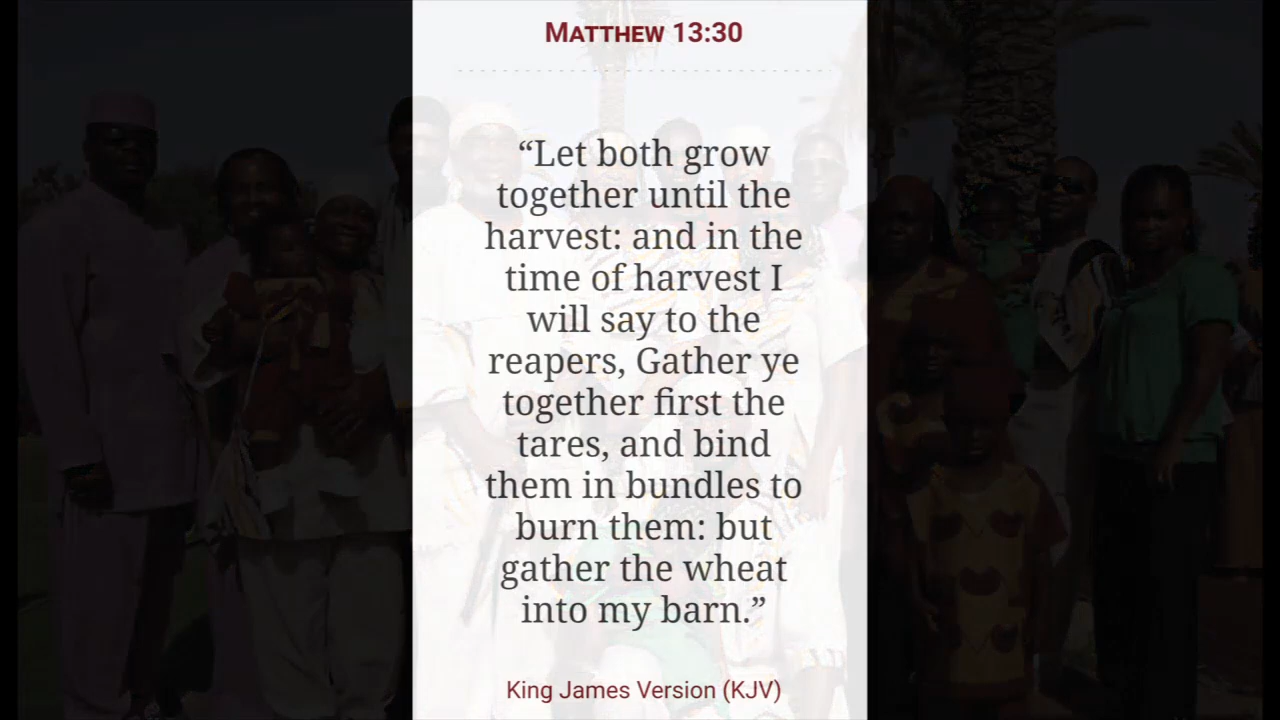 Matthew 13:30
“Let both grow
together until the
harvest: and in the
time of harvest I
will say to the
reapers, Gather ye
together first the
tares, and bind
them in bundles to
burn them: but
gather the wheat
into my barn.”
King James Version (KJV)